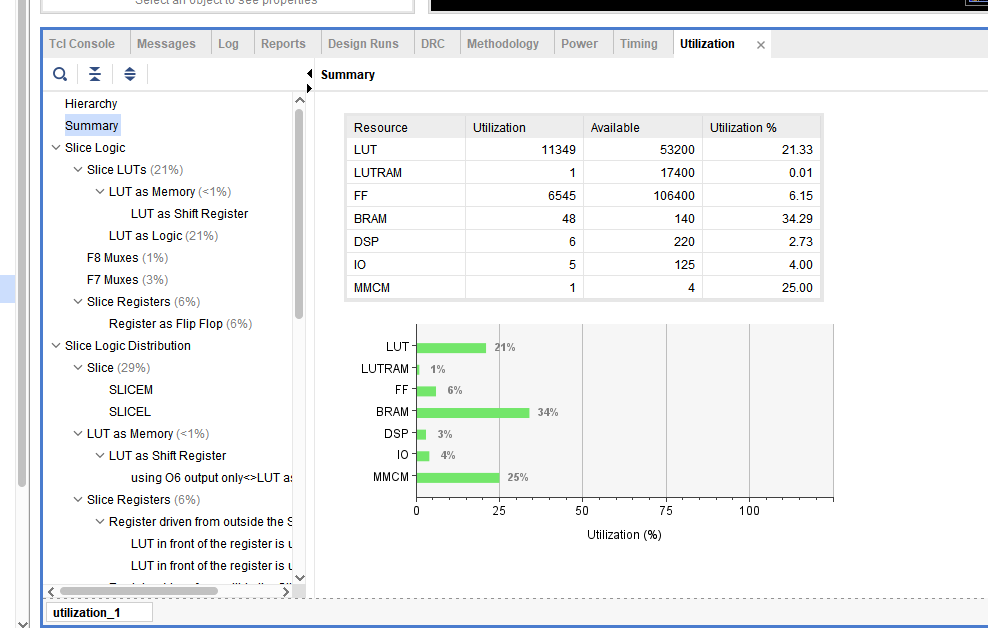 Select an object to see properties
Tcl Console Messages Log Reports Design Runs DRC Methodology Power Timing Utilization
Summary
Hierarchy
Summary
Slice Logic
Slice LUTs (21%)
LUT as Memory (<1%)
LUT as Shift Register
LUT as Logic (21%)
F8 Muxes (1%)
F7 Muxes (3%)
Slice Registers (6%)
Register as Flip Flop (6%)
Slice Logic Distribution
Slice (29%)
SLICEM
SLICEL
LUT as Memory (<1%)
LUT as Shift Register
using O6 output only<>LUT as
Slice Registers (6%)
Register driven from outside the S
LUT in front of the register is u
LUT in front of the register is u
Resource Utilization Available Utilization %
LUT 11349 53200 21.33
LUTRAM 1 17400 0.01
FF 6545 106400 6.15
BRAM 48 140 34.29
DSP 6 220 2.73
IO 5 125 4.00
MMCM 1 4 25.00
LUT 21%
LUTRAM 1%
FF 6%
BRAM 34%
DSP 3%
IO 4%
MMCM 25%
0 25 50 75 100
Utilization (%)
utilization_1